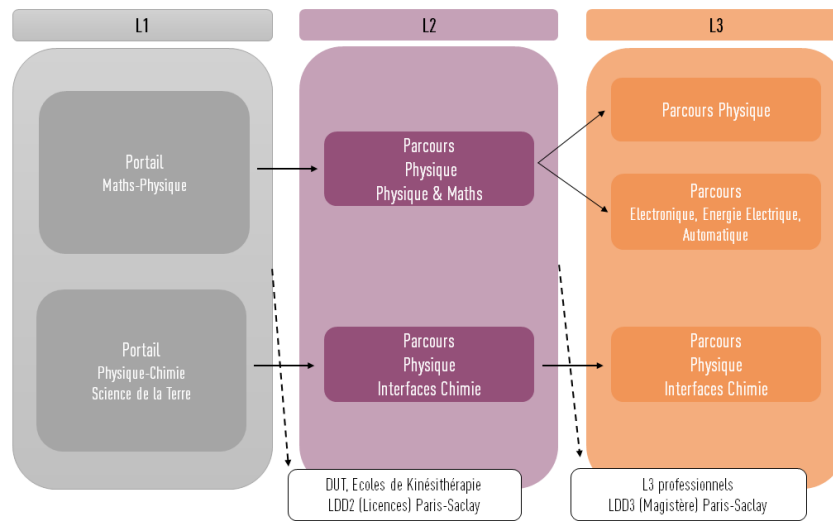 L1
L2
L3
Portail
Maths-Physique
Portail
Physique-Chimie
Science de la Terre
Parcours
Physique
Physique & Maths
Parcours
Physique
Interfaces Chimie
Parcours Physique
Parcours
Electronique, Energie Electrique,
Automatique
Parcours
Physique
Interfaces Chimie
DUT, Ecoles de Kinésithérapie
LDD2 (Licences) Paris-Saclay
L3 professionnels
LDD3 (Magistère) Paris-Saclay